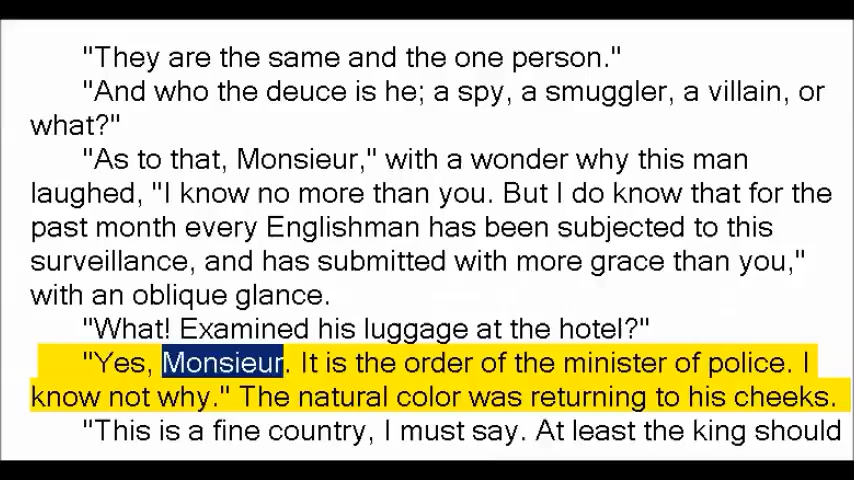 "They are the same and the one person."
"And who the deuce is he; a spy, a smuggler, a villain, or
what?"
"As to that, Monsieur," with a wonder why this man
laughed, "I know no more than you. But I do know that for the
past month every Englishman has been subjected to this
surveillance, and has submitted with more grace than you,"
with an oblique glance.
"What! Examined his luggage at the hotel?"
"Yes, Monsieur. It is the order of the minister of police. I
know not why." The natural color was returning to his cheeks.
"This is a fine country, I must say. At least the king should